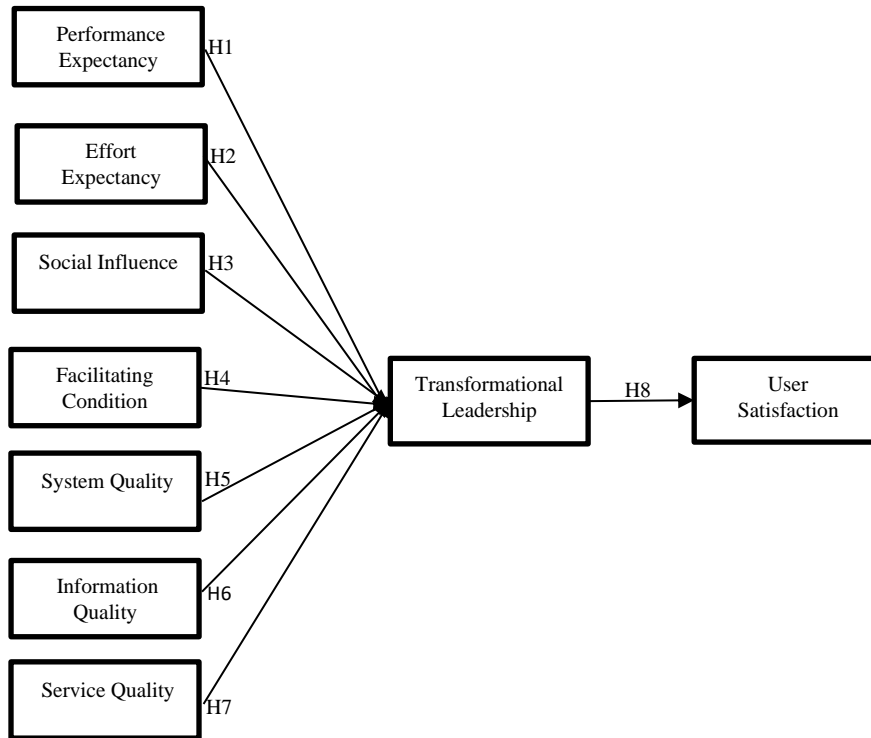 Performance
Expectancy
H1
Effort
Expectancy
H2
Social Influence
H3
Facilitating
Condition
H4
System Quality
H5
Information
Quality
H6
Service Quality
H7
Transformational
Leadership
H8
User
Satisfaction